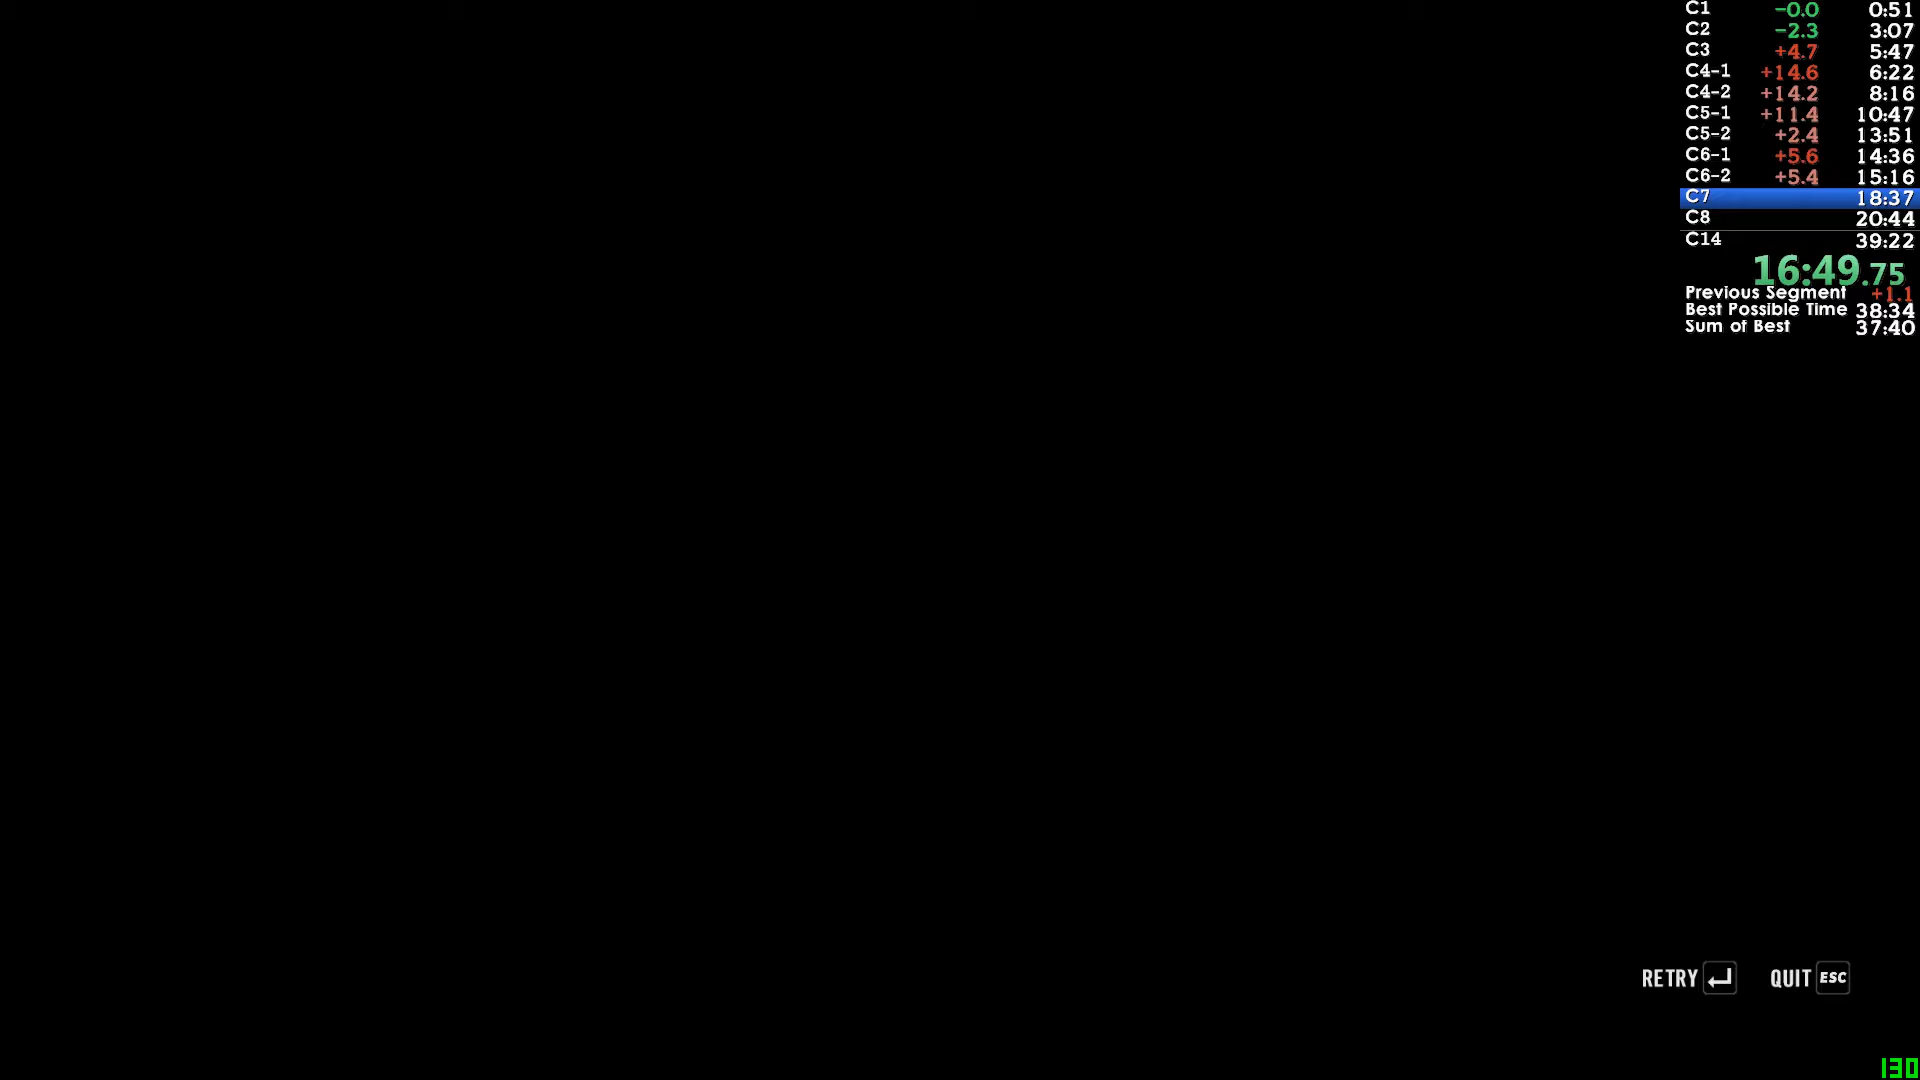 C1 −0.0 0:51
C2 −2.3 3:07
C3 +4.7 5:47
C4-1 +14.6 6:22
C4-2 +14.2 8:16
C5-1 +11.4 10:47
C5-2 +2.4 13:51
C6-1 +5.6 14:36
C6-2 +5.4 15:16
C7 18:37
C8 20:44
C14 39:22
16:49.75
Previous Segment +1.1
Best Possible Time 38:34
Sum of Best 37:40
RETRY QUIT ESC
130